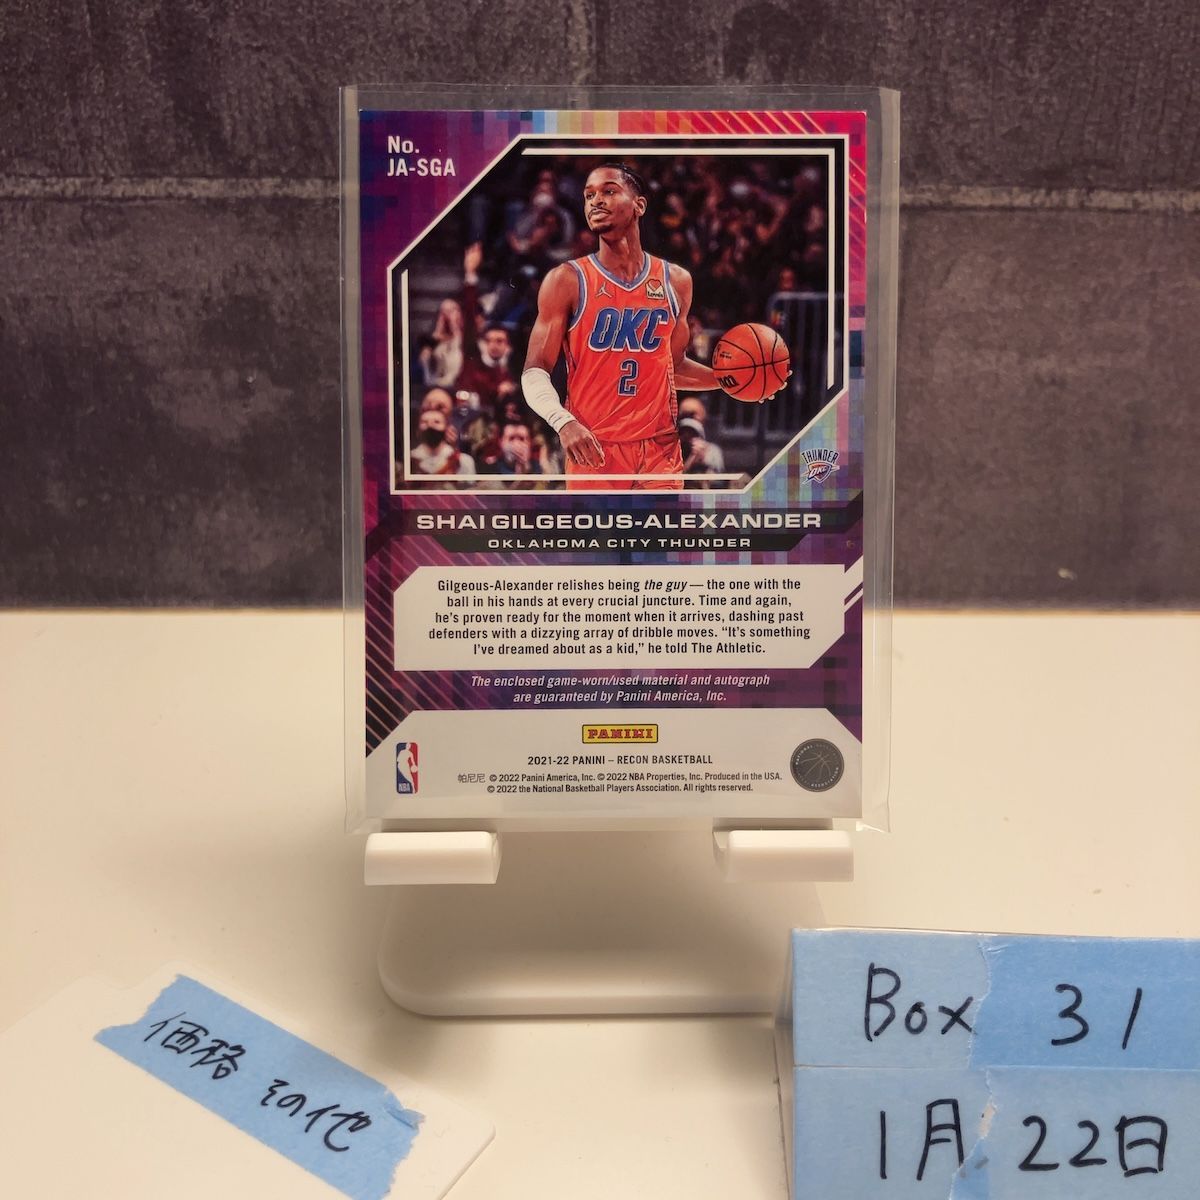 No.
JA-SGA
OKC
2
THUNDER
OKC
SHAI GILGEOUS-ALEXANDER
OKLAHOMA CITY THUNDER
Gilgeous-Alexander relishes being the guy — the one with the
ball in his hands at every crucial juncture. Time and again,
he's proven ready for the moment when it arrives, dashing past
defenders with a dizzying array of dribble moves. “It's something
I've dreamed about as a kid,” he told The Athletic.
The enclosed game-worn/used material and autograph
are guaranteed by Panini America, Inc.
PANINI
2021-22 PANINI – RECON BASKETBALL
帕尼尼 © 2022 Panini America, Inc. © 2022 NBA Properties, Inc. Produced in the USA.
© 2022 the National Basketball Players Association. All rights reserved.
NBA
価格 その他
Box 31
1月22日